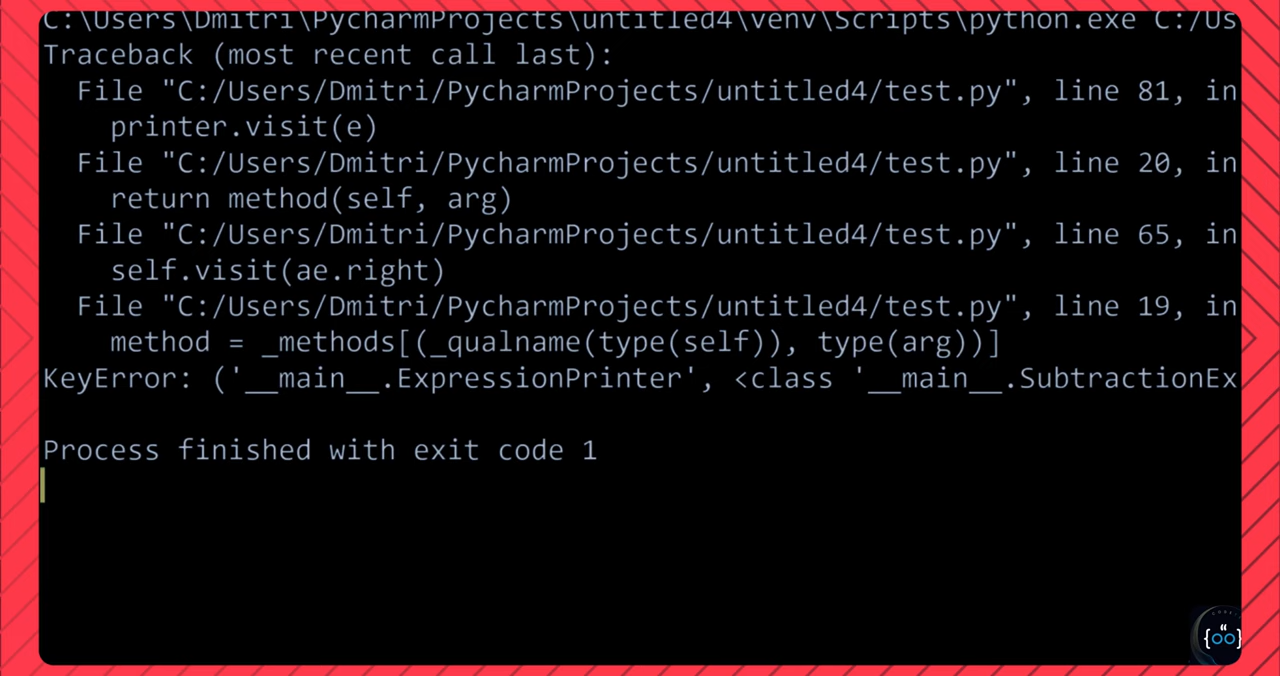 C:\Users\Dmitri\PycharmProjects\untitled4\venv\Scripts\python.exe C:/Us
Traceback (most recent call last):
  File "C:/Users/Dmitri/PycharmProjects/untitled4/test.py", line 81, in
    printer.visit(e)
  File "C:/Users/Dmitri/PycharmProjects/untitled4/test.py", line 20, in
    return method(self, arg)
  File "C:/Users/Dmitri/PycharmProjects/untitled4/test.py", line 65, in
    self.visit(ae.right)
  File "C:/Users/Dmitri/PycharmProjects/untitled4/test.py", line 19, in
    method = _methods[(_qualname(type(self)), type(arg))]
KeyError: ('__main__.ExpressionPrinter', <class '__main__.SubtractionEx
Process finished with exit code 1